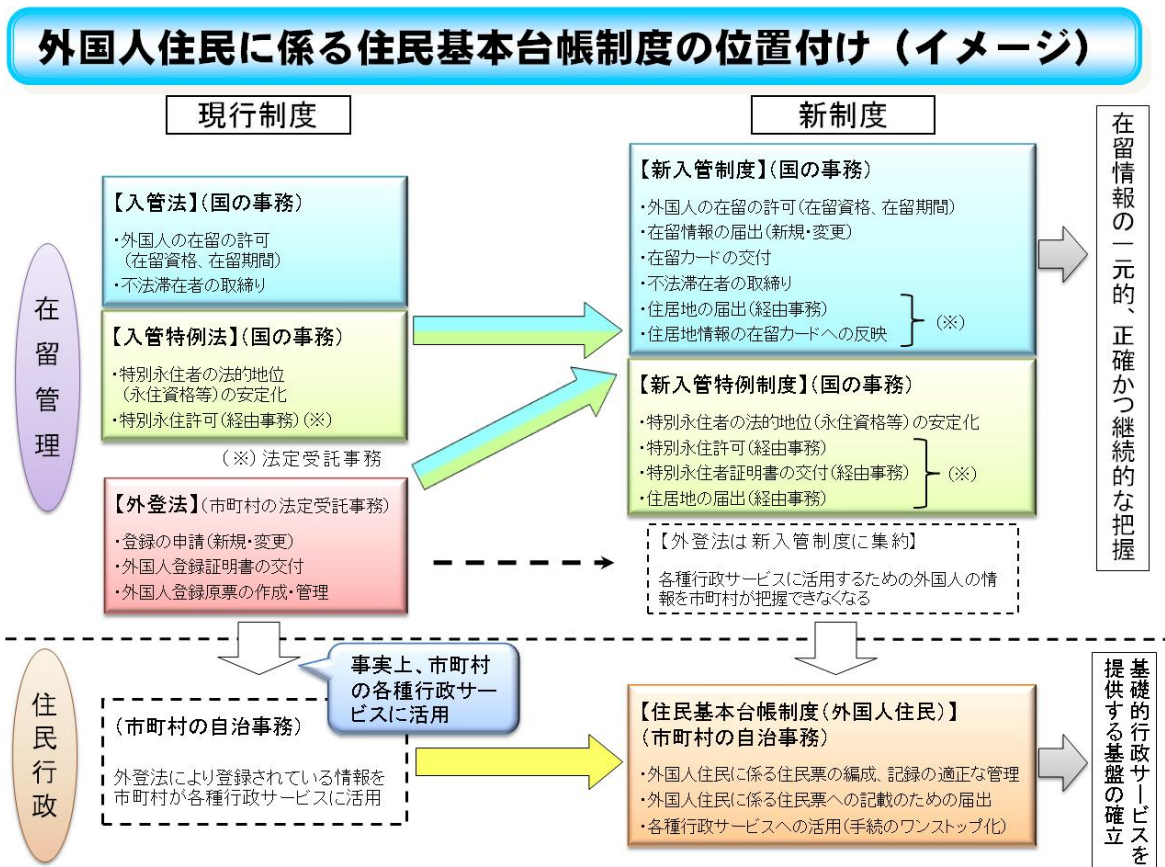 外国人住民に係る住民基本台帳制度の位置付け（イメージ）
現行制度
新制度
在留管理
【入管法】(国の事務)
・外国人の在留の許可
(在留資格、在留期間)
・不法滞在者の取締り
【入管特例法】(国の事務)
・特別永住者の法的地位
(永住資格等)の安定化
・特別永住許可(経由事務)(※)
(※)法定受託事務
【外登法】(市町村の法定受託事務)
・登録の申請(新規・変更)
・外国人登録証明書の交付
・外国人登録原票の作成・管理
【新入管制度】(国の事務)
・外国人の在留の許可(在留資格、在留期間)
・在留情報の届出(新規・変更)
・在留カードの交付
・不法滞在者の取締り
・住居地の届出(経由事務)
・住居地情報の在留カードへの反映
(※)
【新入管特例制度】(国の事務)
・特別永住者の法的地位(永住資格等)の安定化
・特別永住許可(経由事務)
・特別永住者証明書の交付(経由事務)
・住居地の届出(経由事務)
(※)
【外登法は新入管制度に集約】
各種行政サービスに活用するための外国人の情
報を市町村が把握できなくなる
在留情報の一元的、正確かつ継続的な把握
住民行政
事実上、市町村
の各種行政サー
ビスに活用
(市町村の自治事務)
外登法により登録されている情報を
市町村が各種行政サービスに活用
【住民基本台帳制度(外国人住民)】
(市町村の自治事務)
・外国人住民に係る住民票の編成、記録の適正な管理
・外国人住民に係る住民票への記載のための届出
・各種行政サービスへの活用(手続のワンストップ化)
基礎的行政サービスを
提供する基盤の確立